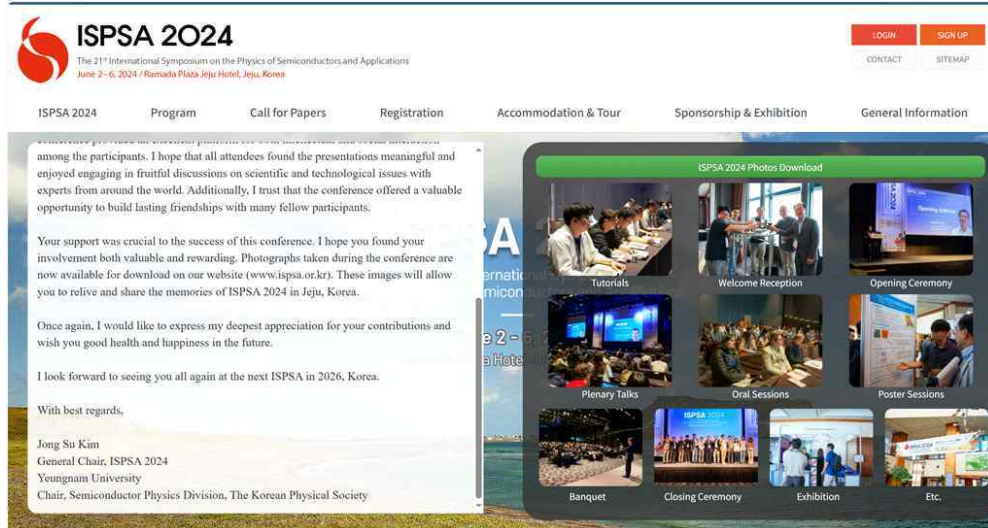 ISPSA 2024
The 21st International Symposium on the Physics of Semiconductors and Applications
June 2 - 6, 2024 / Ramada Plaza Jeju Hotel, Jeju, Korea
LOGIN
SIGN UP
CONTACT
SITEMAP
ISPSA 2024
Program
Call for Papers
Registration
Accommodation & Tour
Sponsorship & Exhibition
General Information
among the participants. I hope that all attendees found the presentations meaningful and
enjoyed engaging in fruitful discussions on scientific and technological issues with
experts from around the world. Additionally, I trust that the conference offered a valuable
opportunity to build lasting friendships with many fellow participants.
Your support was crucial to the success of this conference. I hope you found your
involvement both valuable and rewarding. Photographs taken during the conference are
now available for download on our website (www.ispsa.or.kr). These images will allow
you to relive and share the memories of ISPSA 2024 in Jeju, Korea.
Once again, I would like to express my deepest appreciation for your contributions and
wish you good health and happiness in the future.
I look forward to seeing you all again at the next ISPSA in 2026, Korea.
With best regards,
Jong Su Kim
General Chair, ISPSA 2024
Yeungnam University
Chair, Semiconductor Physics Division, The Korean Physical Society
ISPSA 2024 Photos Download
Tutorials
Welcome Reception
Opening Ceremony
Plenary Talks
Oral Sessions
Poster Sessions
ISPSA 2024
Banquet
Closing Ceremony
Exhibition
Etc.